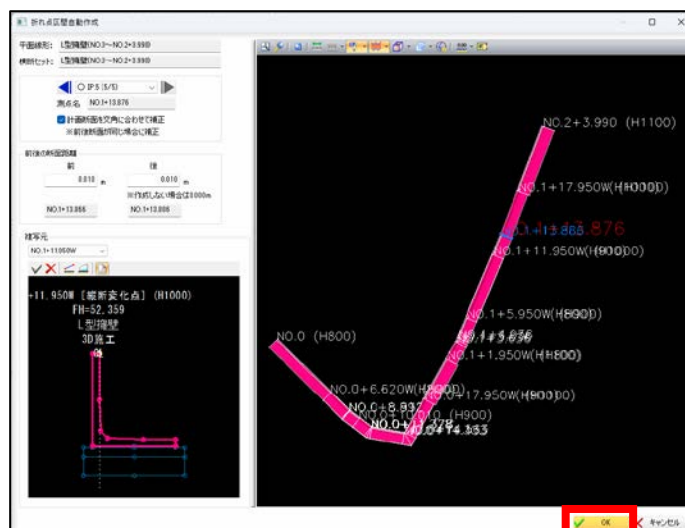 折れ点区間自動作成
平面線形: L型擁壁(NO.0～NO.2+3.990)
横断セット: L型擁壁(NO.0～NO.2+3.990)
IP.5 (5/5)
測点名 NO.1+13.876
計画断面を交角に合わせて補正
※前後断面が同じ場合に補正
前後の断面距離
前 後
0.010 m 0.010 m
※作成しない場合は0.000m
NO.1+13.866 NO.1+13.886
複写元
NO.1+11.950W
+11.950W [縦断変化点] (H1000)
FH=52.359
L型擁壁
3D施工
NO.2+3.990 (H1100)
NO.1+17.950W
NO.1+13.876
NO.1+11.950W
NO.1+5.950W
NO.1+1.950W
NO.0 (H800)
NO.0+6.620W
NO.0+17.950W
NO.0+10.010 (H900)
OK キャンセル